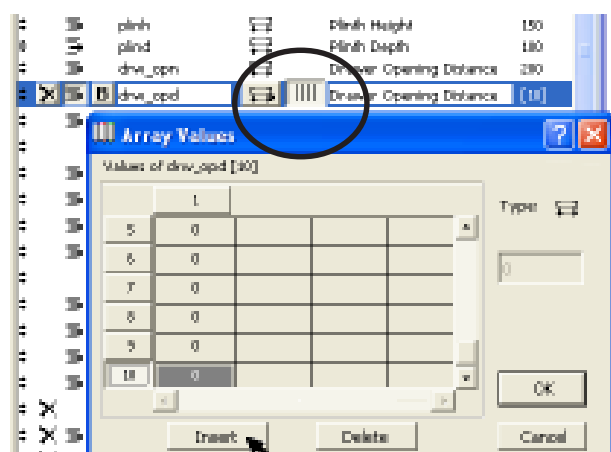 plinh Plinth Height 150
plind Plinth Depth 100
drw_opn Drawer Opening Distance 200
B drw_opd Drawer Opening Distance [10]
Array Values
Values of drw_opd [10]
1
Type:
5 0
6 0
0
7 0
8 0
9 0
10 0
OK
Insert Delete Cancel